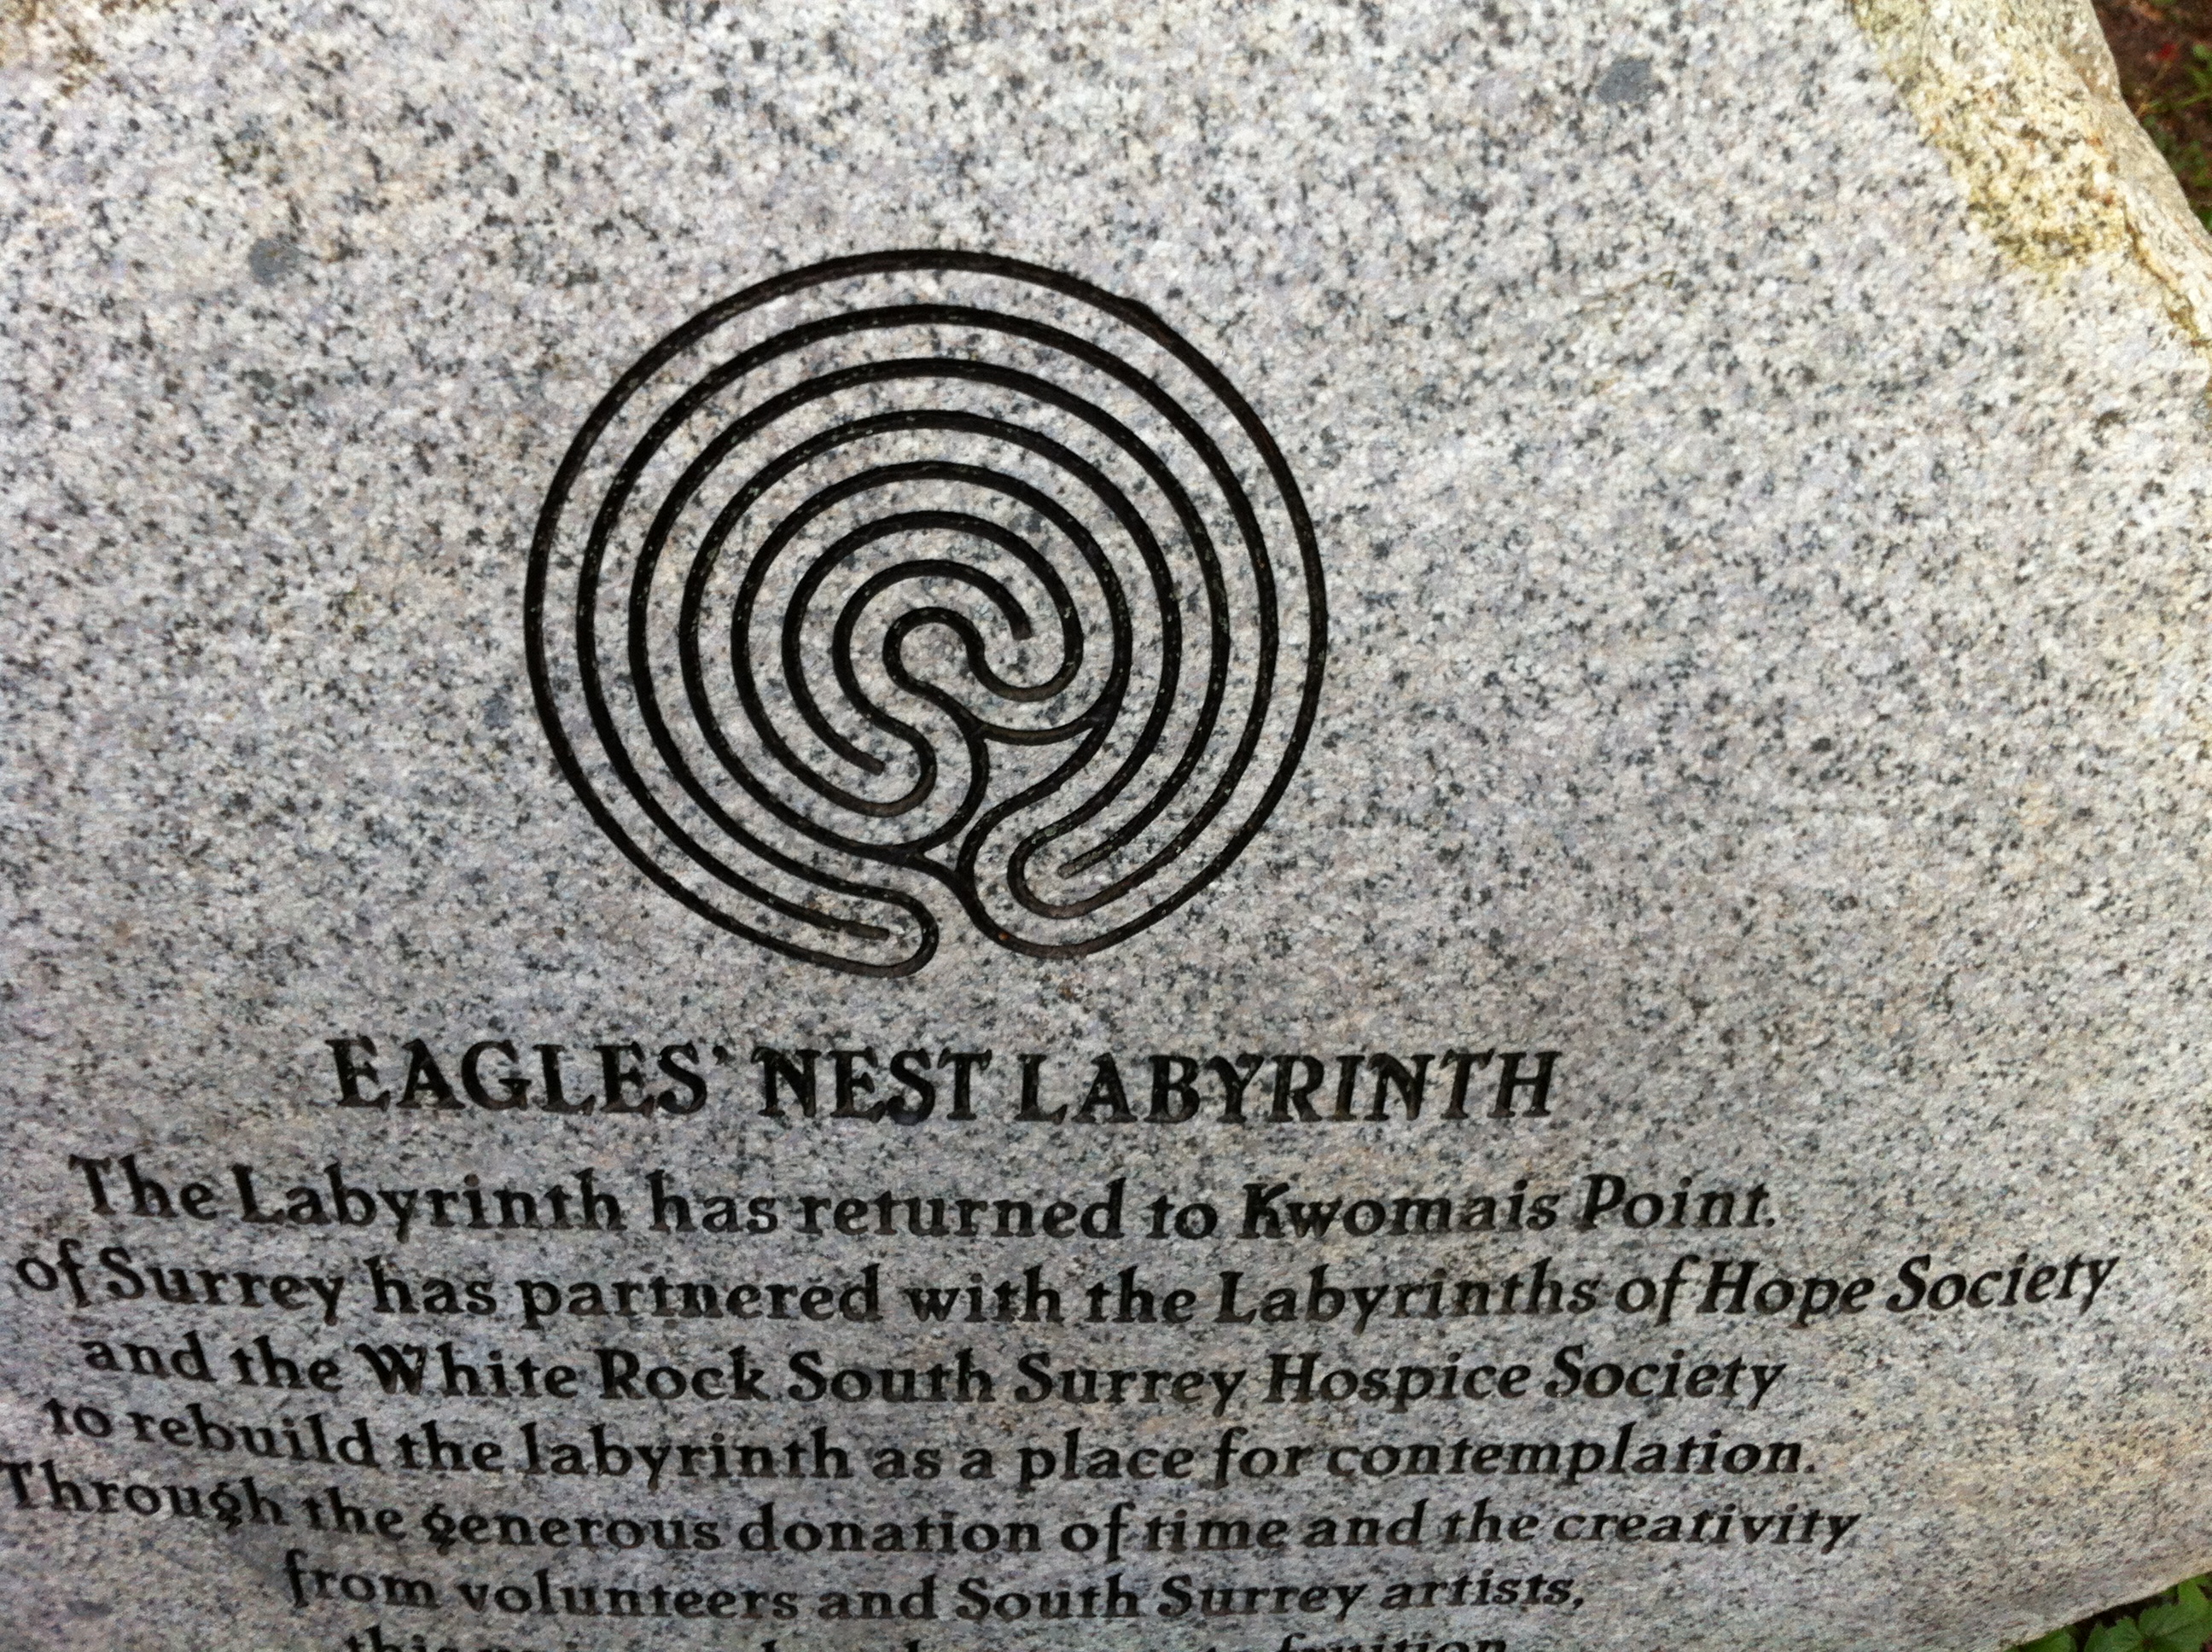 EAGLES' NEST LABYRINTH
The Labyrinth has returned to Kwomais Point.
of Surrey has partnered with the Labyrinths of Hope Society
and the White Rock South Surrey Hospice Society
to rebuild the labyrinth as a place for contemplation.
Through the generous donation of time and the creativity
from volunteers and South Surrey artists,
fruition